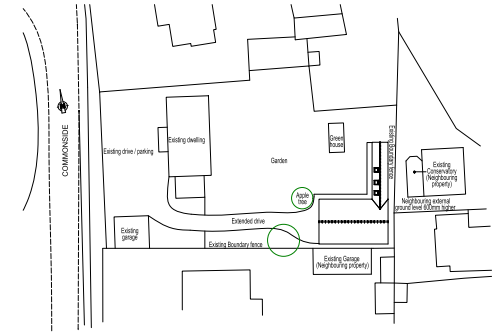 COMMONSIDE
Existing drive / parking
Existing dwelling
Green
house
Garden
Existing Boundary fence
Existing
Conservatory
(Neighbouring
property)
Neighbouring external
ground level 600mm higher
Apple
tree
Extended drive
Existing
garage
Existing Boundary fence
Existing Garage
(Neighbouring property)